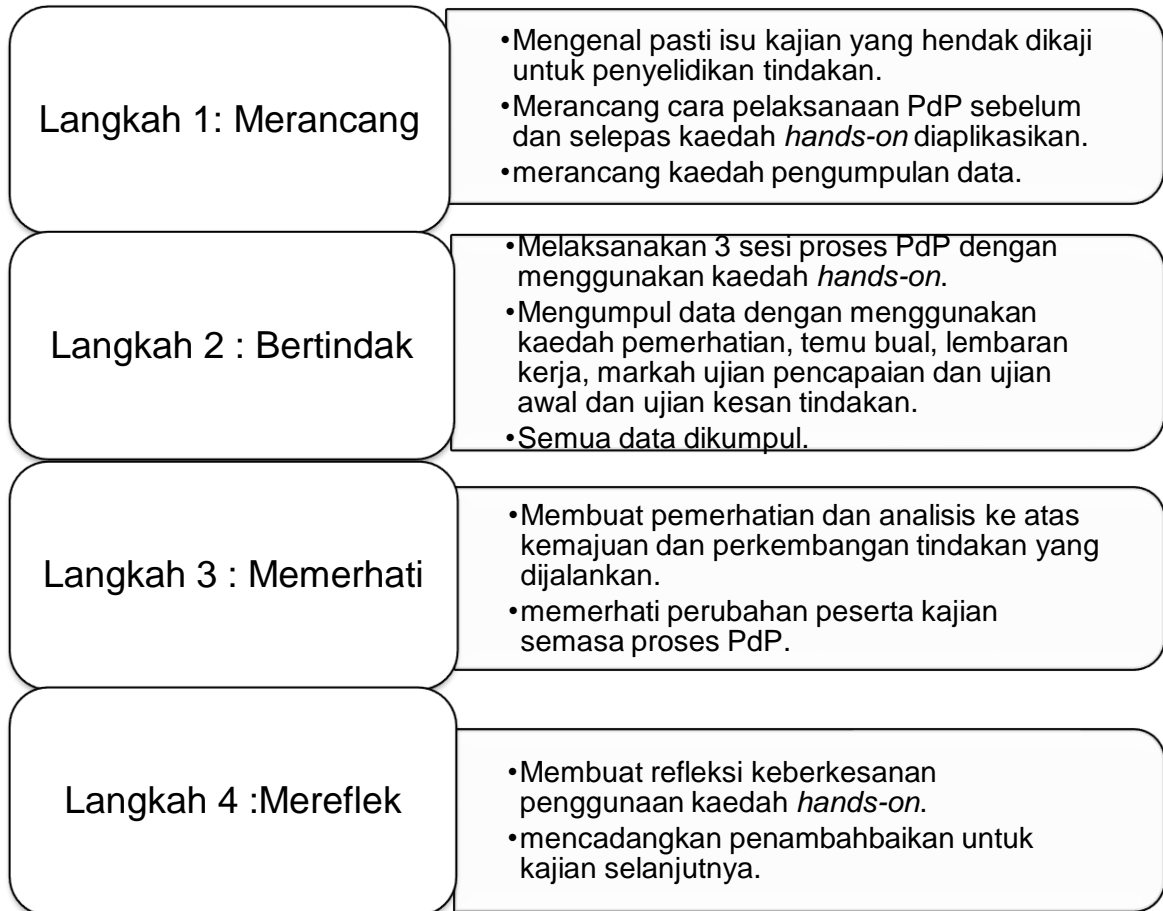 Langkah 1: Merancang
•Mengenal pasti isu kajian yang hendak dikaji
untuk penyelidikan tindakan.
•Merancang cara pelaksanaan PdP sebelum
dan selepas kaedah hands-on diaplikasikan.
•merancang kaedah pengumpulan data.
Langkah 2 : Bertindak
•Melaksanakan 3 sesi proses PdP dengan
menggunakan kaedah hands-on.
•Mengumpul data dengan menggunakan
kaedah pemerhatian, temu bual, lembaran
kerja, markah ujian pencapaian dan ujian
awal dan ujian kesan tindakan.
•Semua data dikumpul.
Langkah 3 : Memerhati
•Membuat pemerhatian dan analisis ke atas
kemajuan dan perkembangan tindakan yang
dijalankan.
•memerhati perubahan peserta kajian
semasa proses PdP.
Langkah 4 :Mereflek
•Membuat refleksi keberkesanan
penggunaan kaedah hands-on.
•mencadangkan penambahbaikan untuk
kajian selanjutnya.